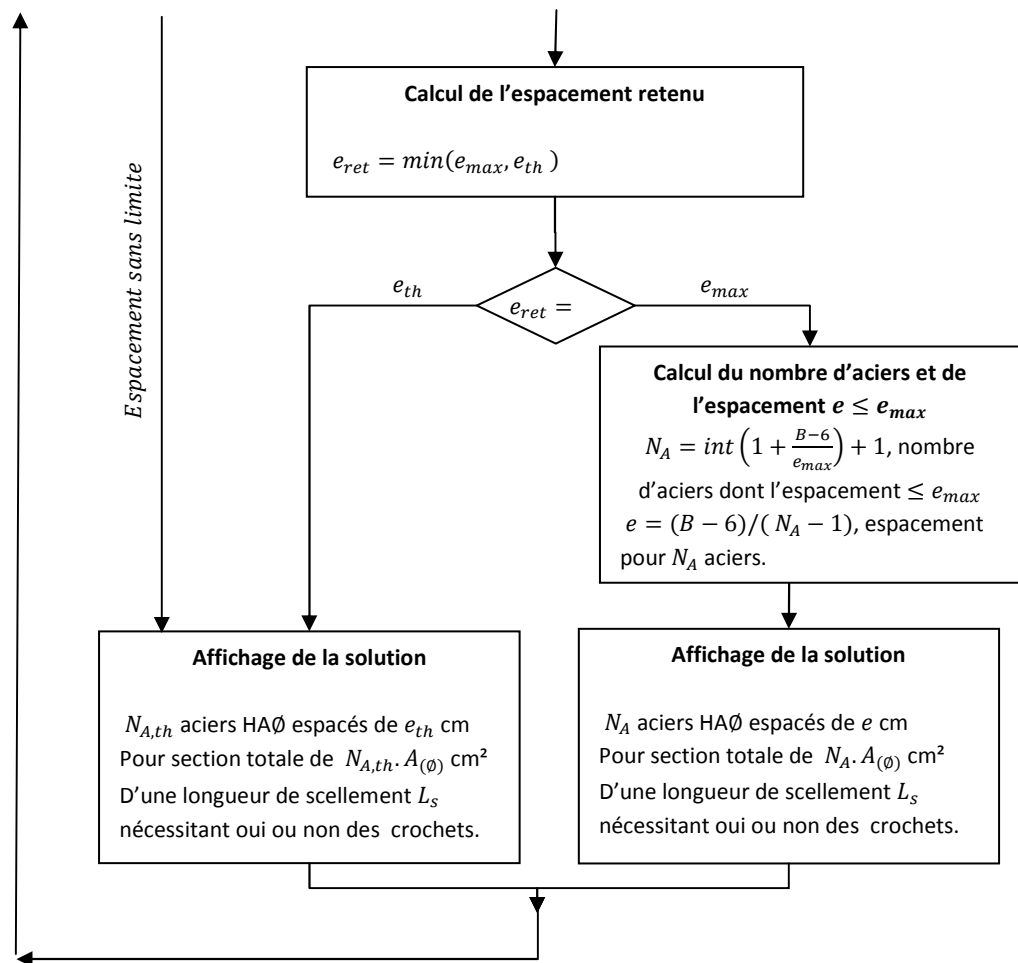 Calcul de l’espacement retenu
e_ret = min(e_max, e_th )
Espacement sans limite
e_th
e_ret =
e_max
Calcul du nombre d’aciers et de
l’espacement e ≤ e_max
N_A = int (1 + (B−6)/e_max) + 1, nombre
d’aciers dont l’espacement ≤ e_max
e = (B − 6)/( N_A − 1), espacement
pour N_A aciers.
Affichage de la solution
N_A,th aciers HAØ espacés de e_th cm
Pour section totale de N_A,th. A_(ø) cm²
D’une longueur de scellement L_s
nécessitant oui ou non des crochets.
Affichage de la solution
N_A aciers HAØ espacés de e cm
Pour section totale de N_A. A_(ø) cm²
D’une longueur de scellement L_s
nécessitant oui ou non des crochets.